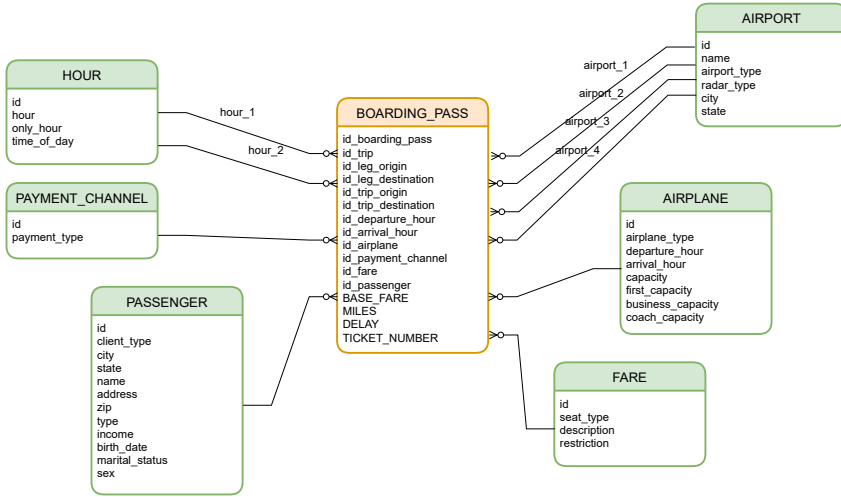 HOUR
id
hour
only_hour
time_of_day
PAYMENT_CHANNEL
id
payment_type
PASSENGER
id
client_type
city
state
name
address
zip
type
income
birth_date
marital_status
sex
hour_1
hour_2
BOARDING_PASS
id_boarding_pass
id_trip
id_leg_origin
id_leg_destination
id_trip_origin
id_trip_destination
id_departure_hour
id_arrival_hour
id_airplane
id_payment_channel
id_fare
id_passenger
BASE_FARE
MILES
DELAY
TICKET_NUMBER
airport_1
airport_2
airport_3
airport_4
AIRPORT
id
name
airport_type
radar_type
city
state
AIRPLANE
id
airplane_type
departure_hour
arrival_hour
capacity
first_capacity
business_capacity
coach_capacity
FARE
id
seat_type
description
restriction